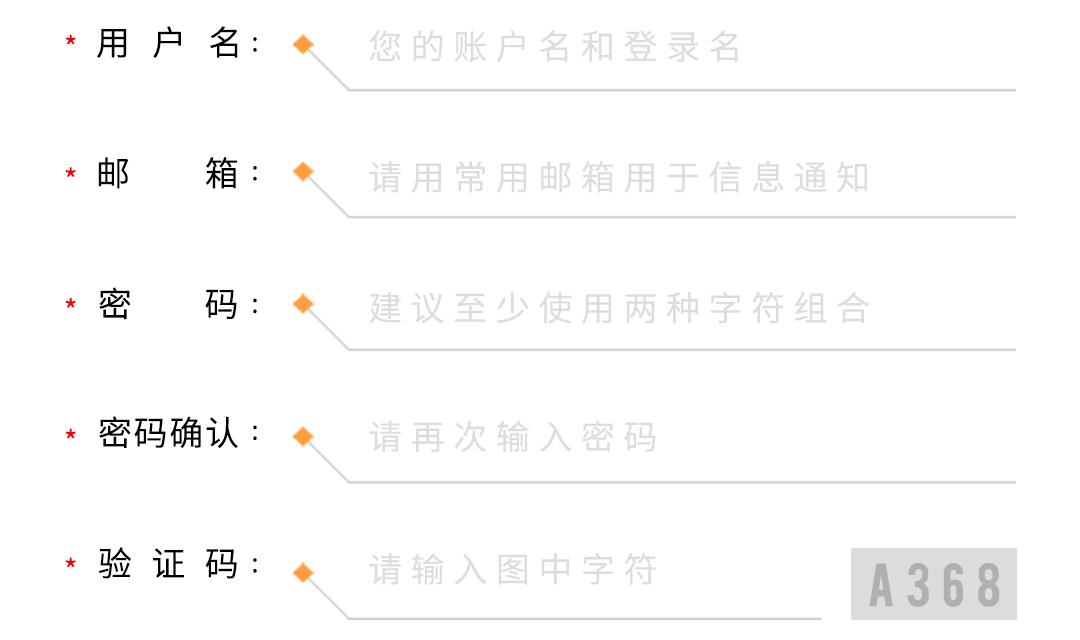 * 用户名： 您的账户名和登录名
* 邮箱： 请用常用邮箱用于信息通知
* 密码： 建议至少使用两种字符组合
* 密码确认： 请再次输入密码
* 验证码： 请输入图中字符 A368